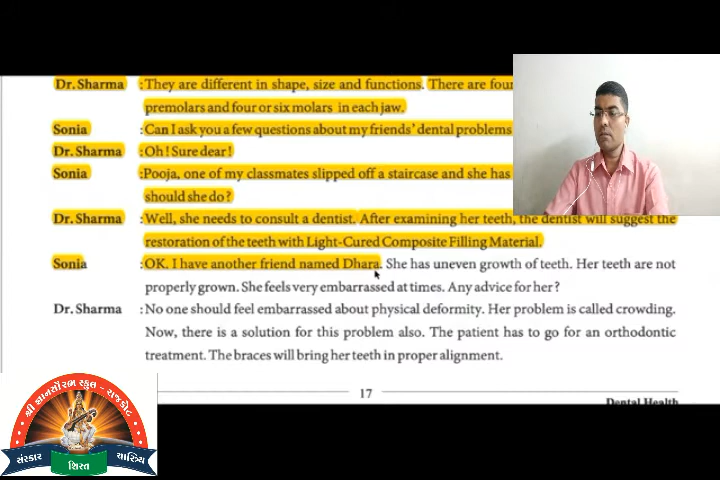 Dr. Sharma : They are different in shape, size and functions. There are four
premolars and four or six molars in each jaw.
Sonia : Can I ask you a few questions about my friends' dental problems
Dr. Sharma : Oh! Sure dear!
Sonia : Pooja, one of my classmates slipped off a staircase and she has
should she do?
Dr. Sharma : Well, she needs to consult a dentist. After examining her teeth, the dentist will suggest the
restoration of the teeth with Light-Cured Composite Filling Material.
Sonia : OK. I have another friend named Dhara. She has uneven growth of teeth. Her teeth are not
properly grown. She feels very embarrassed at times. Any advice for her?
Dr. Sharma : No one should feel embarrassed about physical deformity. Her problem is called crowding.
Now, there is a solution for this problem also. The patient has to go for an orthodontic
treatment. The braces will bring her teeth in proper alignment.
17
Dental Health
શ્રી જ્ઞાનસૌરભ સ્કુલ - રાજકોટ
સંસ્કાર
શિસ્ત
ચારિત્ર્ય